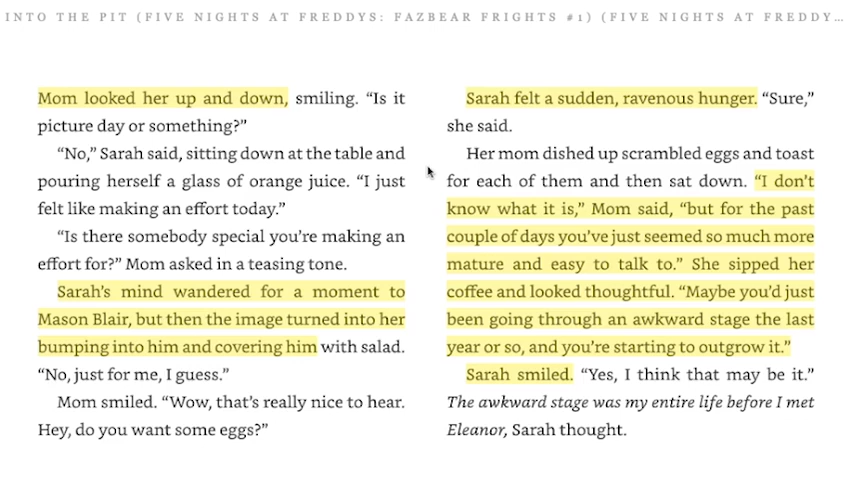 INTO THE PIT (FIVE NIGHTS AT FREDDYS: FAZBEAR FRIGHTS #1) (FIVE NIGHTS AT FREDDY…
Mom looked her up and down, smiling. “Is it
picture day or something?”
“No,” Sarah said, sitting down at the table and
pouring herself a glass of orange juice. “I just
felt like making an effort today.”
“Is there somebody special you’re making an
effort for?” Mom asked in a teasing tone.
Sarah’s mind wandered for a moment to
Mason Blair, but then the image turned into her
bumping into him and covering him with salad.
“No, just for me, I guess.”
Mom smiled. “Wow, that’s really nice to hear.
Hey, do you want some eggs?”
Sarah felt a sudden, ravenous hunger. “Sure,”
she said.
Her mom dished up scrambled eggs and toast
for each of them and then sat down. “I don’t
know what it is,” Mom said, “but for the past
couple of days you’ve just seemed so much more
mature and easy to talk to.” She sipped her
coffee and looked thoughtful. “Maybe you’d just
been going through an awkward stage the last
year or so, and you’re starting to outgrow it.”
Sarah smiled. “Yes, I think that may be it.”
The awkward stage was my entire life before I met
Eleanor, Sarah thought.